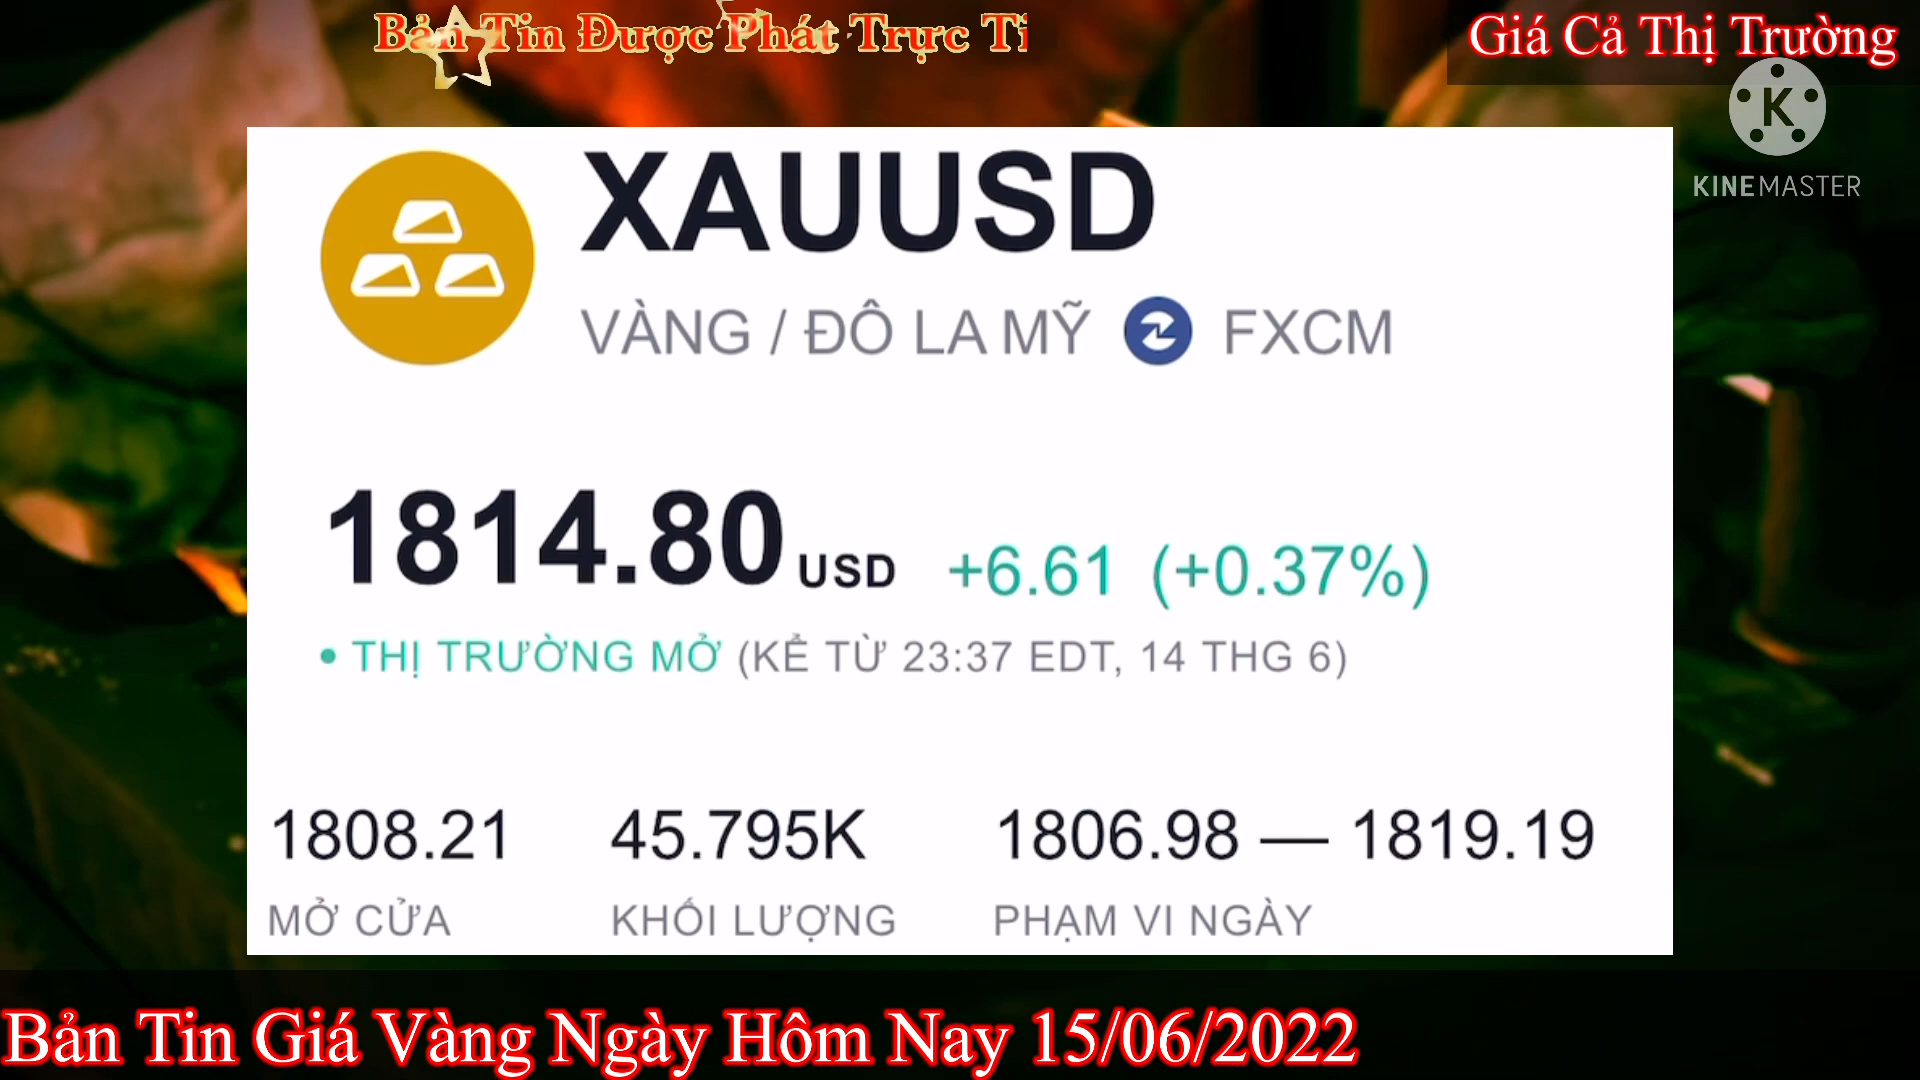 Bản Tin Được Phát Trực Ti
Giá Cả Thị Trường
K
KINEMASTER
XAUUSD
VÀNG / ĐÔ LA MỸ FXCM
1814.80 USD +6.61 (+0.37%)
• THỊ TRƯỜNG MỞ (KỂ TỪ 23:37 EDT, 14 THG 6)
1808.21 45.795K 1806.98 — 1819.19
MỞ CỬA KHỐI LƯỢNG PHẠM VI NGÀY
Bản Tin Giá Vàng Ngày Hôm Nay 15/06/2022